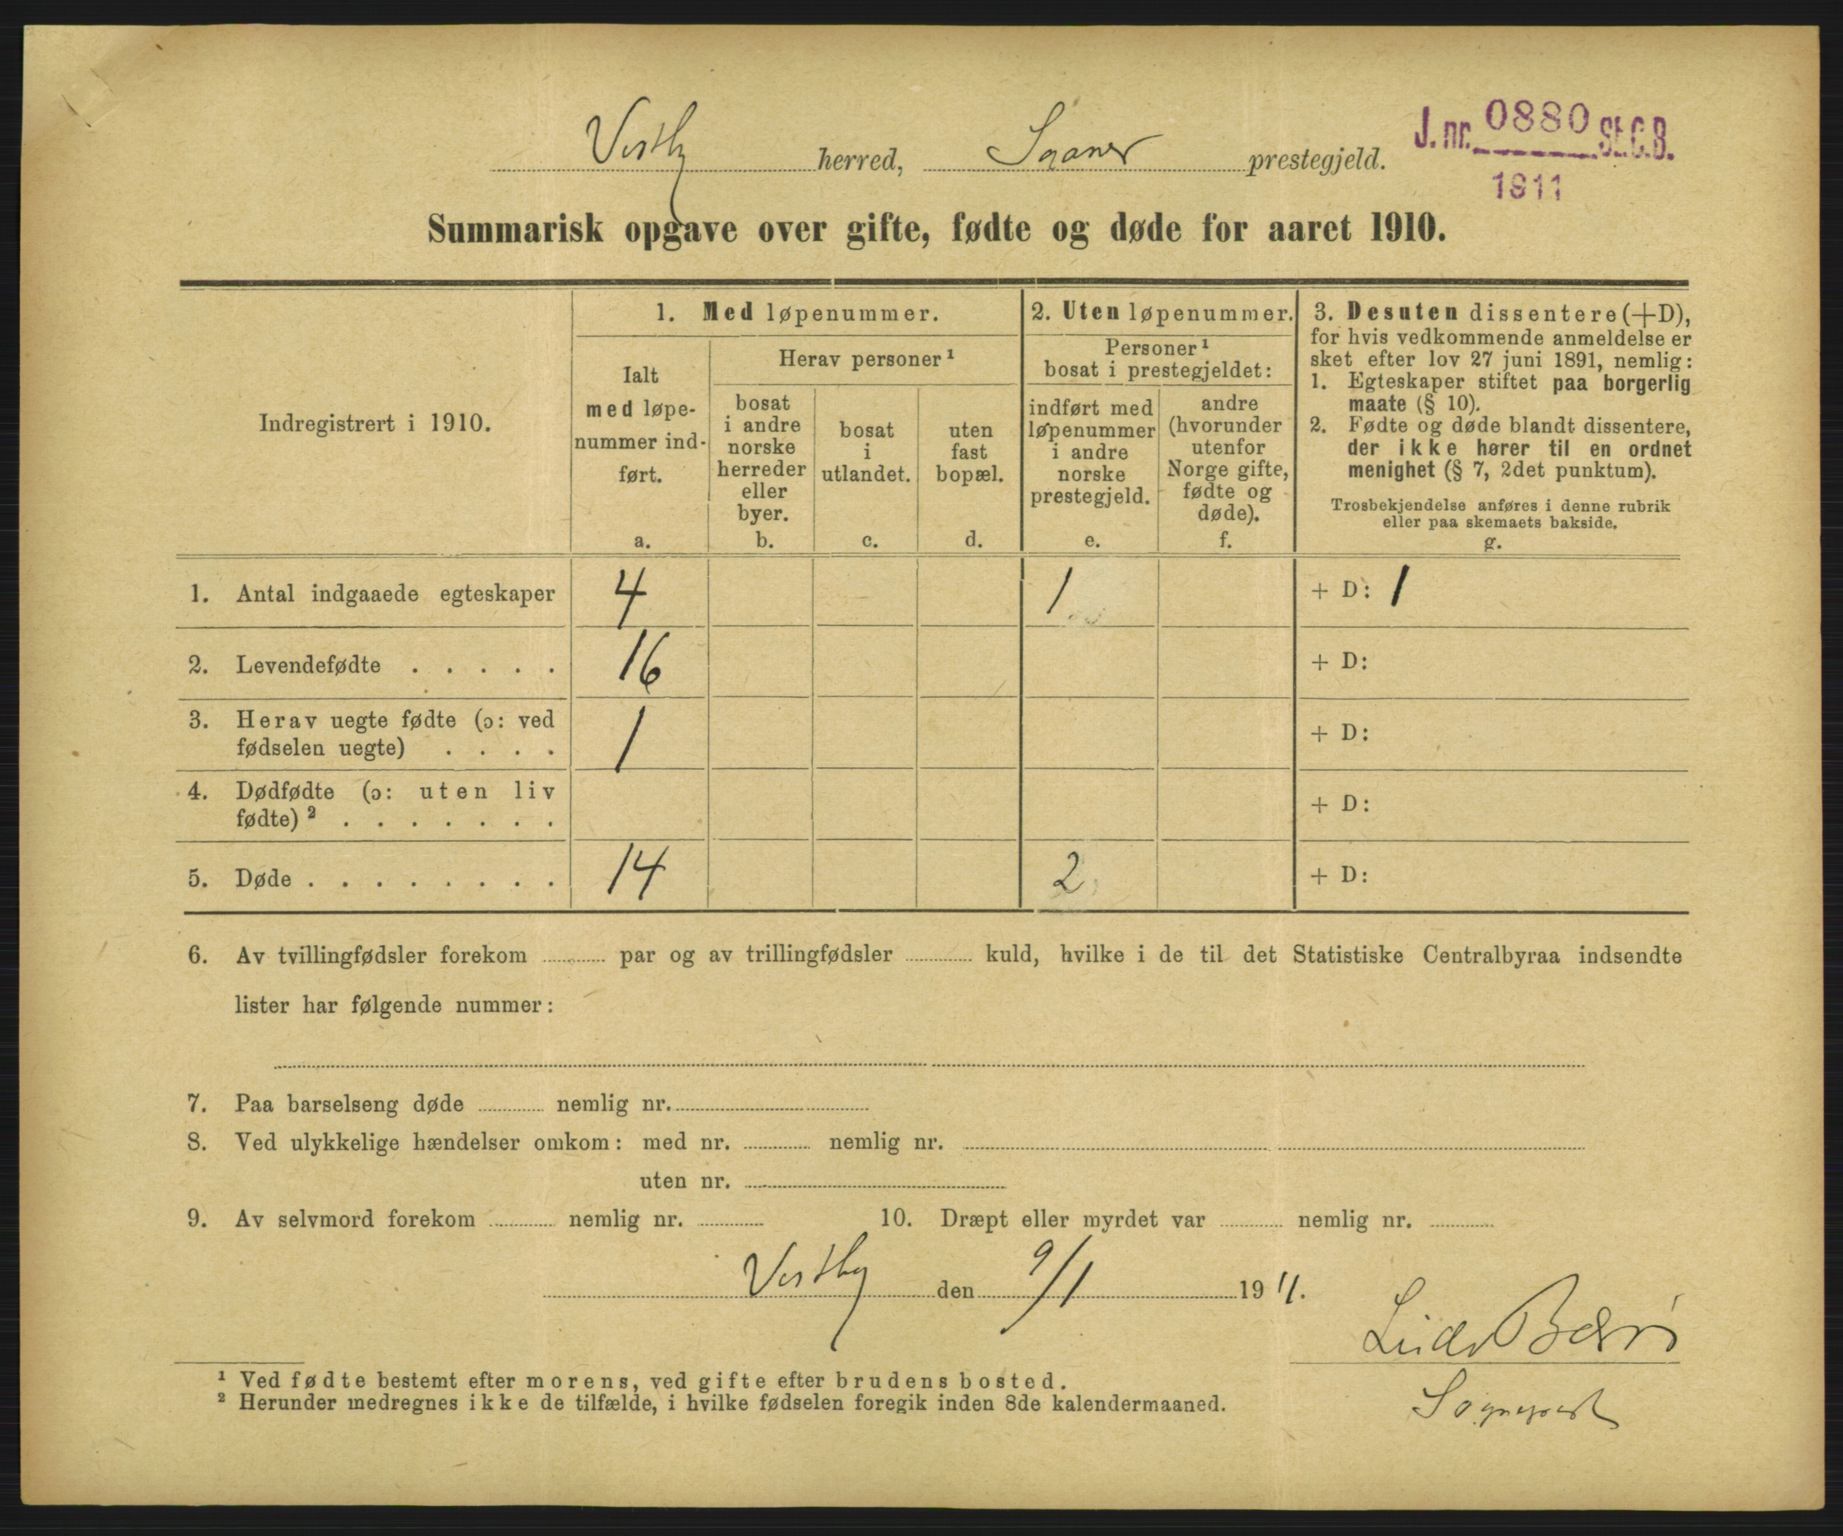 Vestby herred, Soner prestegjeld.
J. nr. 0880 St. C. B.
1911
Summarisk opgave over gifte, fødte og døde for aaret 1910.
Indregistrert i 1910.
1. Med løpenummer.
Ialt
med løpe-
nummer ind-
ført.
a.
Herav personer ¹
bosat
i andre
norske
herreder
eller
byer.
b.
bosat
i
utlandet.
c.
uten
fast
bopæl.
d.
2. Uten løpenummer.
Personer ¹
bosat i prestegjeldet:
indført med
løpenummer
i andre
norske
prestegjeld.
e.
andre
(hvorunder
utenfor
Norge gifte,
fødte og
døde).
f.
3. Desuten dissentere (+D),
for hvis vedkommende anmeldelse er
sket efter lov 27 juni 1891, nemlig:
1. Egteskaper stiftet paa borgerlig
maate (§ 10).
2. Fødte og døde blandt dissentere,
der ikke hører til en ordnet
menighet (§ 7, 2det punktum).
Trosbekjendelse anføres i denne rubrik
eller paa skemaets bakside.
g.
1. Antal indgaaede egteskaper 4 1 + D: 1
2. Levendefødte . . . . . 16 + D:
3. Herav uegte fødte (ɔ: ved
fødselen uegte) . . . . 1 + D:
4. Dødfødte (ɔ: uten liv
fødte) ² . . . . . . . + D:
5. Døde . . . . . . . . 14 2 + D:
6. Av tvillingfødsler forekom par og av trillingfødsler kuld, hvilke i de til det Statistiske Centralbyraa indsendte
lister har følgende nummer:
7. Paa barselseng døde nemlig nr.
8. Ved ulykkelige hændelser omkom: med nr. nemlig nr.
uten nr.
9. Av selvmord forekom nemlig nr. 10. Dræpt eller myrdet var nemlig nr.
Vestby den 9/1 1911.
Sogneprest
¹ Ved fødte bestemt efter morens, ved gifte efter brudens bosted.
² Herunder medregnes ikke de tilfælde, i hvilke fødselen foregik inden 8de kalendermaaned.